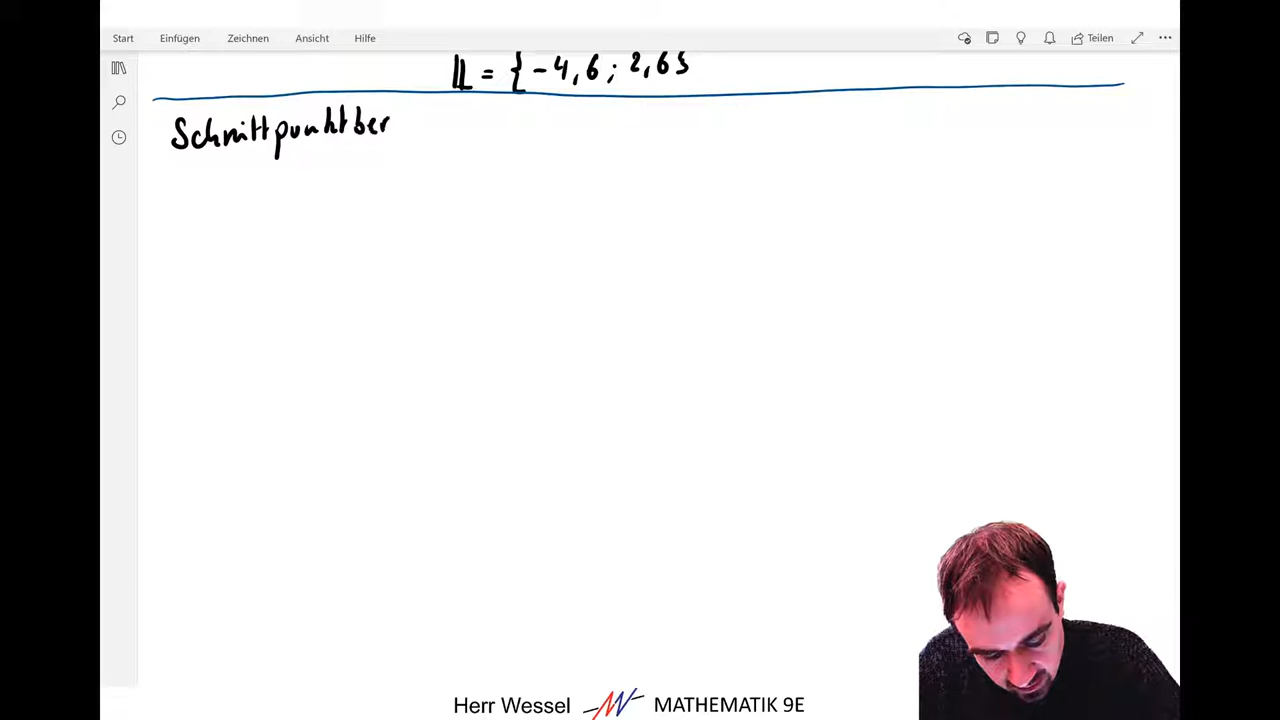 Start Einfügen Zeichnen Ansicht Hilfe Teilen
𝕃 = { -4,6 ; 2,6 }
Schnittpunktber
Herr Wessel MATHEMATIK 9E